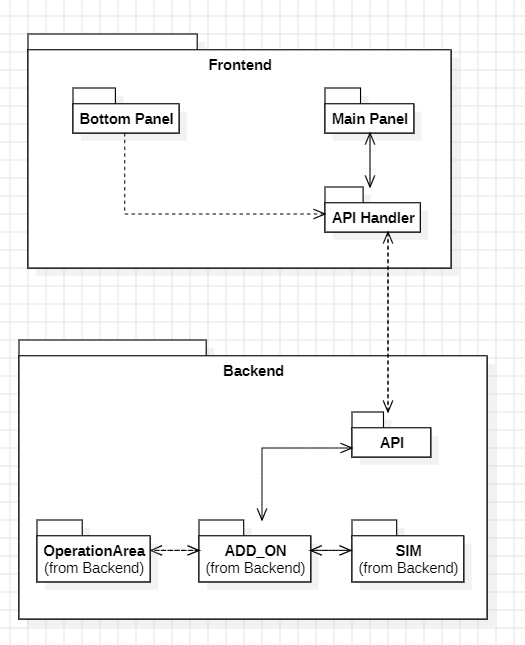 Frontend
Bottom Panel
Main Panel
API Handler
Backend
API
OperationArea
(from Backend)
ADD_ON
(from Backend)
SIM
(from Backend)